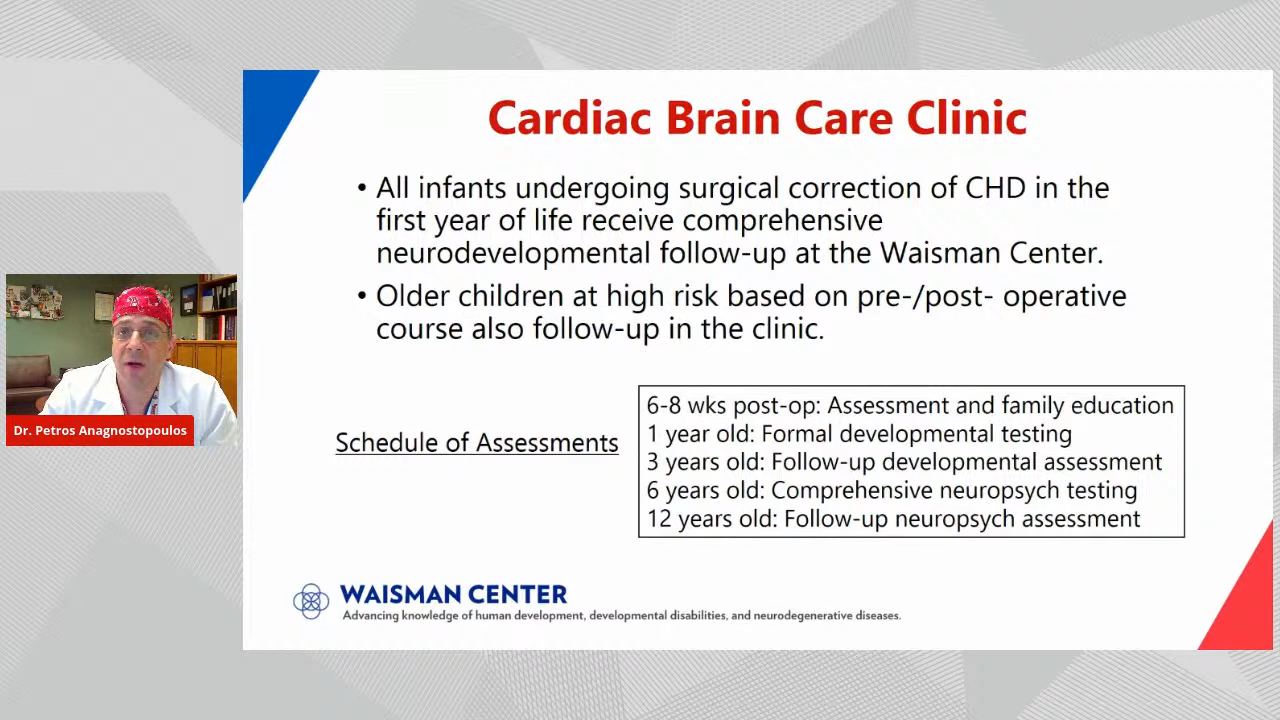 Cardiac Brain Care Clinic
• All infants undergoing surgical correction of CHD in the
first year of life receive comprehensive
neurodevelopmental follow-up at the Waisman Center.
• Older children at high risk based on pre-/post- operative
course also follow-up in the clinic.
Schedule of Assessments
6-8 wks post-op: Assessment and family education
1 year old: Formal developmental testing
3 years old: Follow-up developmental assessment
6 years old: Comprehensive neuropsych testing
12 years old: Follow-up neuropsych assessment
WAISMAN CENTER
Advancing knowledge of human development, developmental disabilities, and neurodegenerative diseases.
Dr. Petros Anagnostopoulos